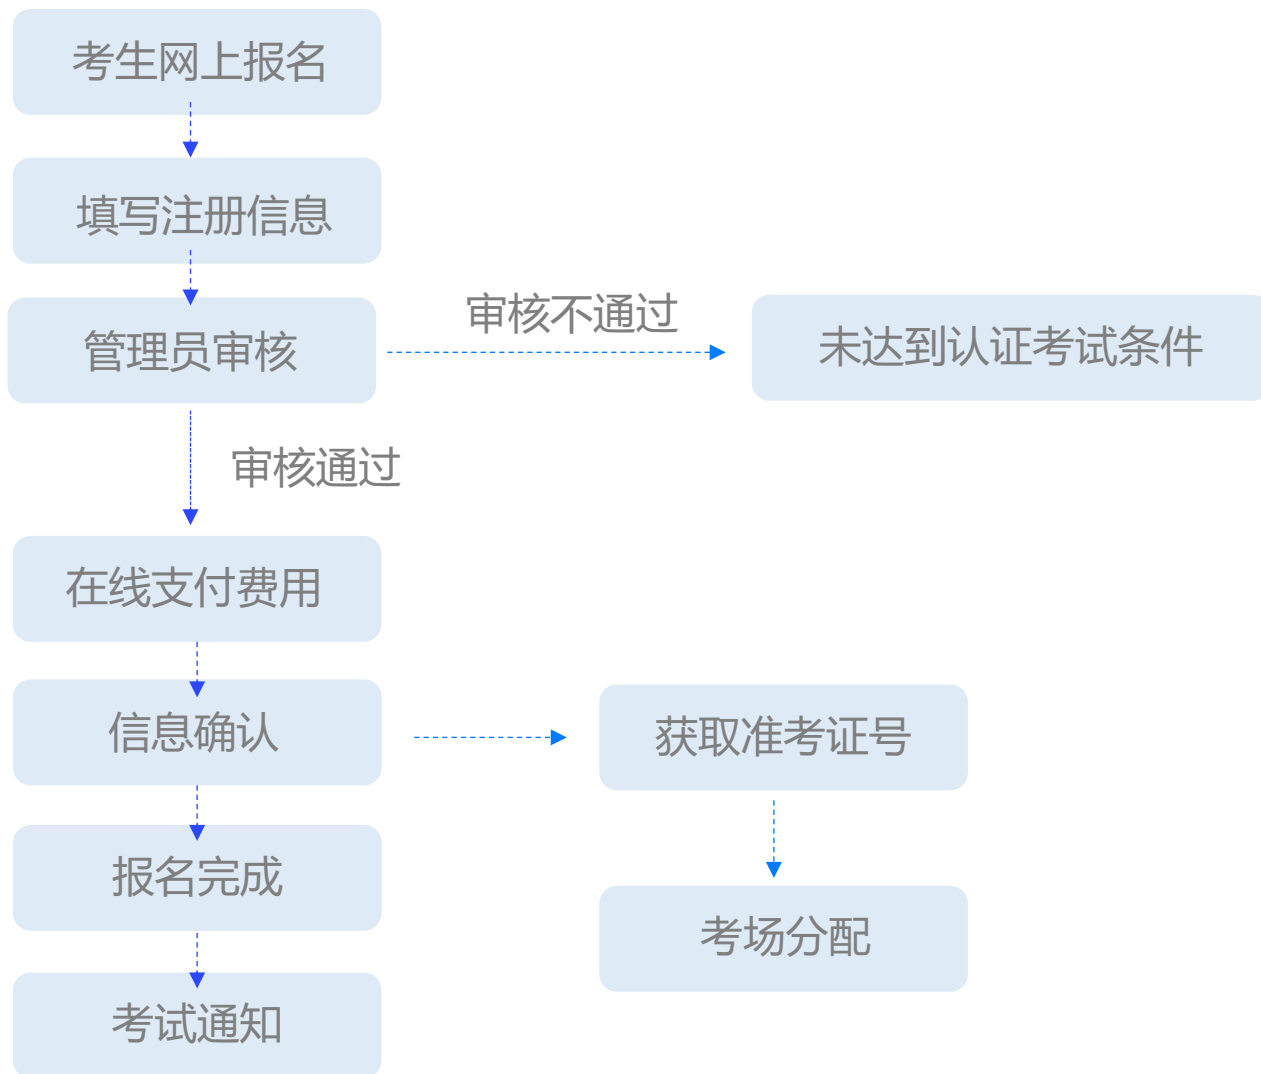 考生网上报名
填写注册信息
管理员审核
审核不通过
未达到认证考试条件
审核通过
在线支付费用
信息确认
获取准考证号
报名完成
考场分配
考试通知